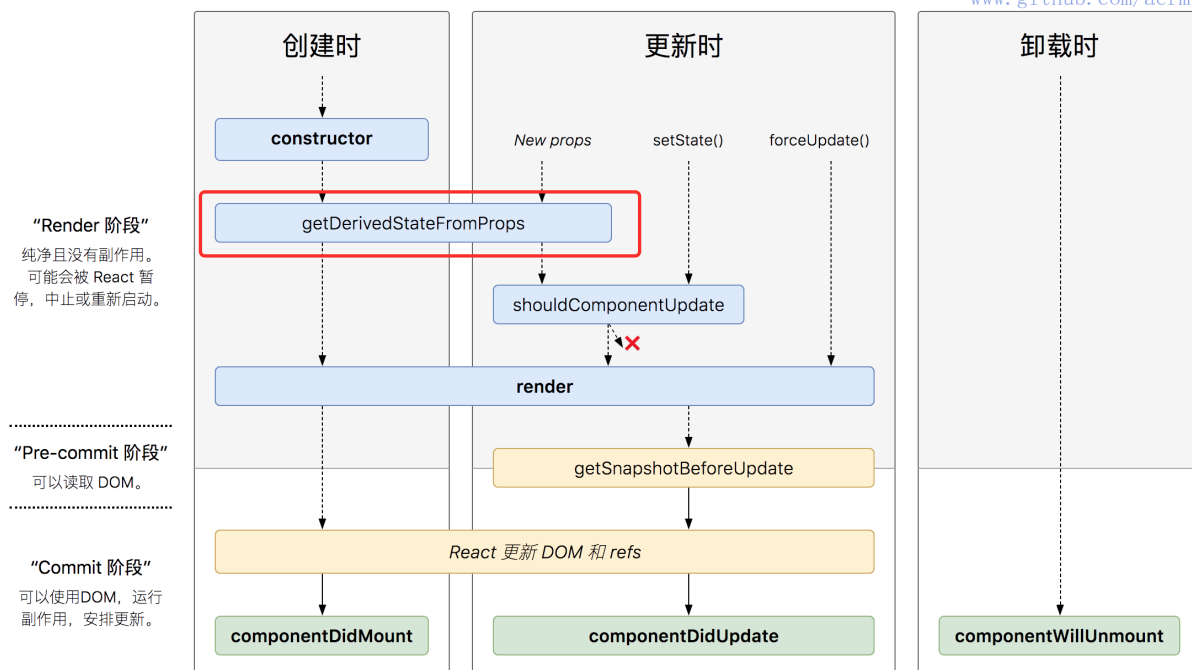 www.github.com/
创建时
更新时
卸载时
constructor
New props
setState()
forceUpdate()
getDerivedStateFromProps
“Render 阶段”
纯净且没有副作用。
可能会被 React 暂
停，中止或重新启动。
shouldComponentUpdate
render
“Pre-commit 阶段”
可以读取 DOM。
getSnapshotBeforeUpdate
React 更新 DOM 和 refs
“Commit 阶段”
可以使用DOM，运行
副作用，安排更新。
componentDidMount
componentDidUpdate
componentWillUnmount